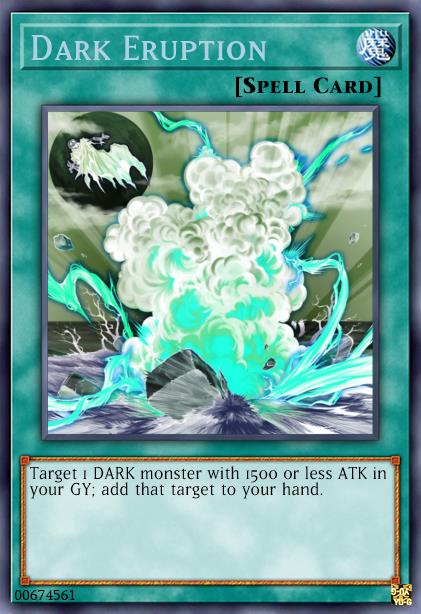 DARK ERUPTION
魔
[SPELL CARD]
Target 1 DARK monster with 1500 or less ATK in
your GY; add that target to your hand.
00674561